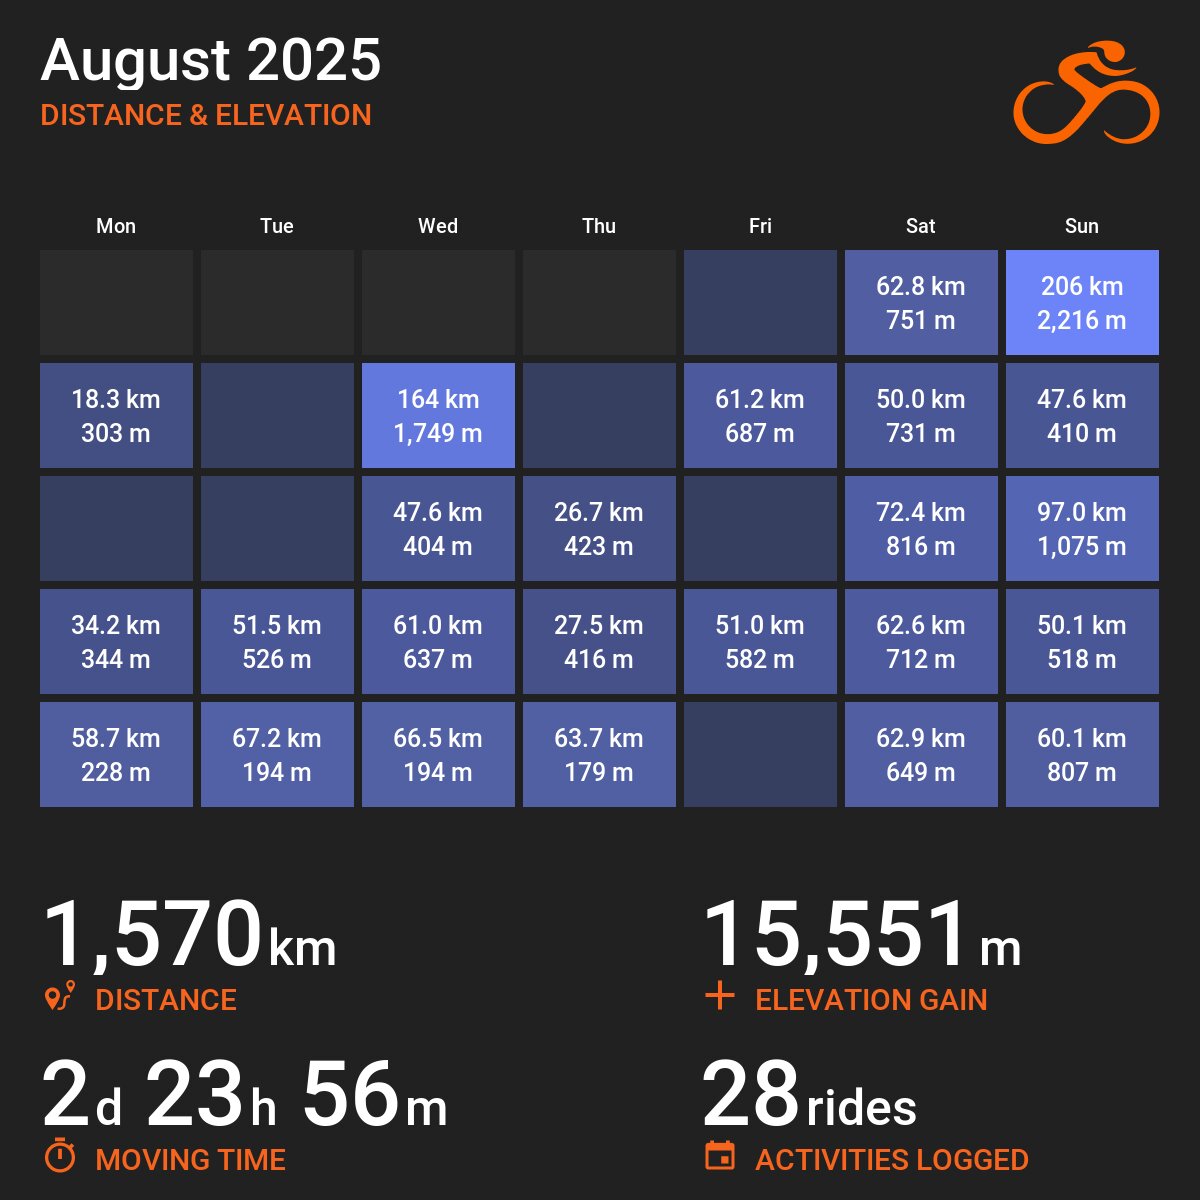 August 2025
DISTANCE & ELEVATION
Mon Tue Wed Thu Fri Sat Sun
62.8 km 206 km
751 m 2,216 m
18.3 km 164 km 61.2 km 50.0 km 47.6 km
303 m 1,749 m 687 m 731 m 410 m
47.6 km 26.7 km 72.4 km 97.0 km
404 m 423 m 816 m 1,075 m
34.2 km 51.5 km 61.0 km 27.5 km 51.0 km 62.6 km 50.1 km
344 m 526 m 637 m 416 m 582 m 712 m 518 m
58.7 km 67.2 km 66.5 km 63.7 km 62.9 km 60.1 km
228 m 194 m 194 m 179 m 649 m 807 m
1,570 km 15,551 m
DISTANCE ELEVATION GAIN
2d 23h 56m 28 rides
MOVING TIME ACTIVITIES LOGGED